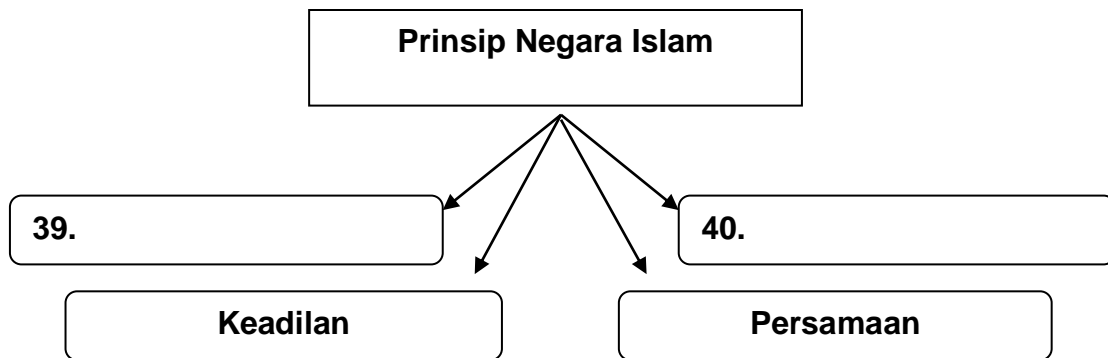 Prinsip Negara Islam
39.
40.
Keadilan
Persamaan